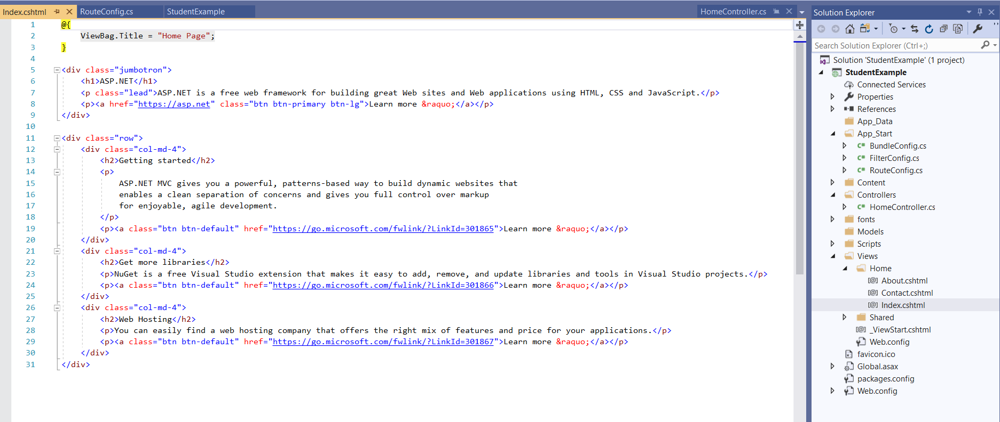 Index.cshtml
RouteConfig.cs
StudentExample
HomeController.cs
1 @{
2 ViewBag.Title = "Home Page";
3 }
4
5 <div class="jumbotron">
6 <h1>ASP.NET</h1>
7 <p class="lead">ASP.NET is a free web framework for building great Web sites and Web applications using HTML, CSS and JavaScript.</p>
8 <p><a href="https://asp.net" class="btn btn-primary btn-lg">Learn more &raquo;</a></p>
9 </div>
10
11 <div class="row">
12 <div class="col-md-4">
13 <h2>Getting started</h2>
14 <p>
15 ASP.NET MVC gives you a powerful, patterns-based way to build dynamic websites that
16 enables a clean separation of concerns and gives you full control over markup
17 for enjoyable, agile development.
18 </p>
19 <p><a class="btn btn-default" href="https://go.microsoft.com/fwlink/?LinkId=301865">Learn more &raquo;</a></p>
20 </div>
21 <div class="col-md-4">
22 <h2>Get more libraries</h2>
23 <p>NuGet is a free Visual Studio extension that makes it easy to add, remove, and update libraries and tools in Visual Studio projects.</p>
24 <p><a class="btn btn-default" href="https://go.microsoft.com/fwlink/?LinkId=301866">Learn more &raquo;</a></p>
25 </div>
26 <div class="col-md-4">
27 <h2>Web Hosting</h2>
28 <p>You can easily find a web hosting company that offers the right mix of features and price for your applications.</p>
29 <p><a class="btn btn-default" href="https://go.microsoft.com/fwlink/?LinkId=301867">Learn more &raquo;</a></p>
30 </div>
31 </div>
Solution Explorer
Search Solution Explorer (Ctrl+;)
Solution 'StudentExample' (1 project)
StudentExample
Connected Services
Properties
References
App_Data
App_Start
C# BundleConfig.cs
C# FilterConfig.cs
C# RouteConfig.cs
Content
Controllers
C# HomeController.cs
fonts
Models
Scripts
Views
Home
[@] About.cshtml
[@] Contact.cshtml
[@] Index.cshtml
Shared
[@] _ViewStart.cshtml
Web.config
favicon.ico
Global.asax
packages.config
Web.config